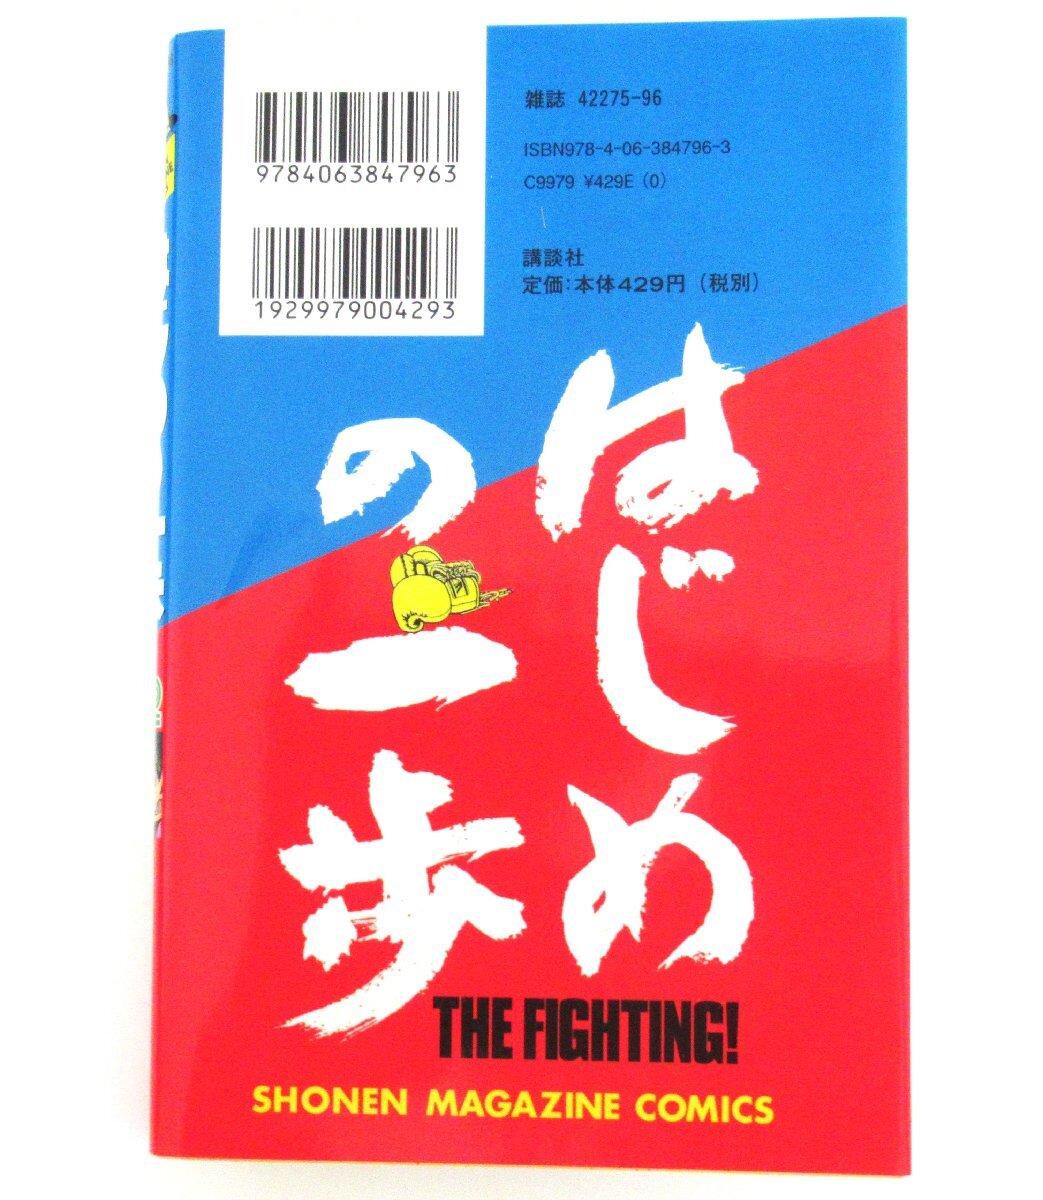 9784063847963
1929979004293
雑誌 42275-96
ISBN978-4-06-384796-3
C9979 ¥429E (0)
講談社
定価：本体429円（税別）
はじめ
の一歩
THE FIGHTING!
SHONEN MAGAZINE COMICS